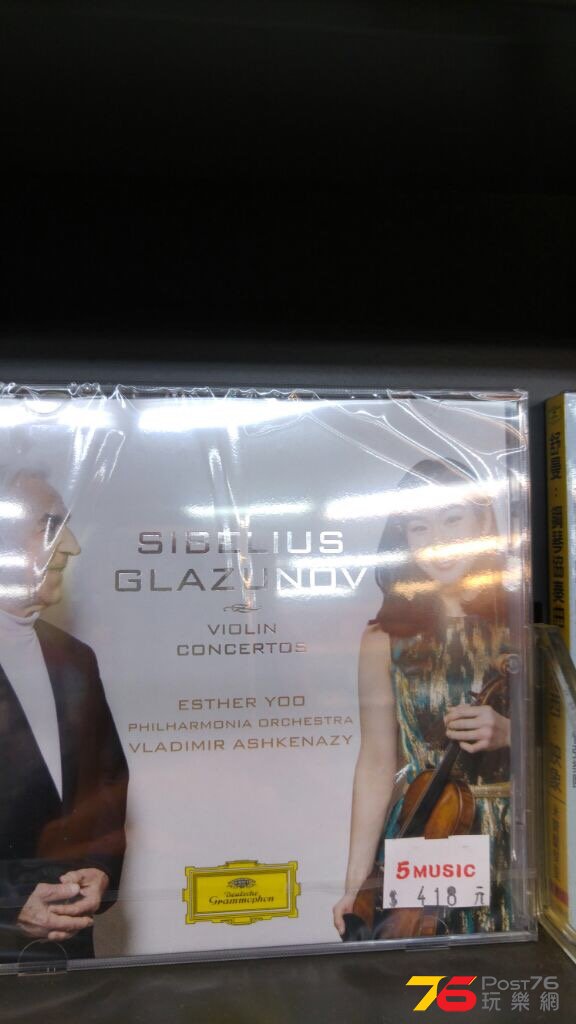 SIBELIUS
GLAZUNOV
VIOLIN
CONCERTOS
ESTHER YOO
PHILHARMONIA ORCHESTRA
VLADIMIR ASHKENAZY
Deutsche
Grammophon
5MUSIC
$ 418 元
76 Post76
玩樂網